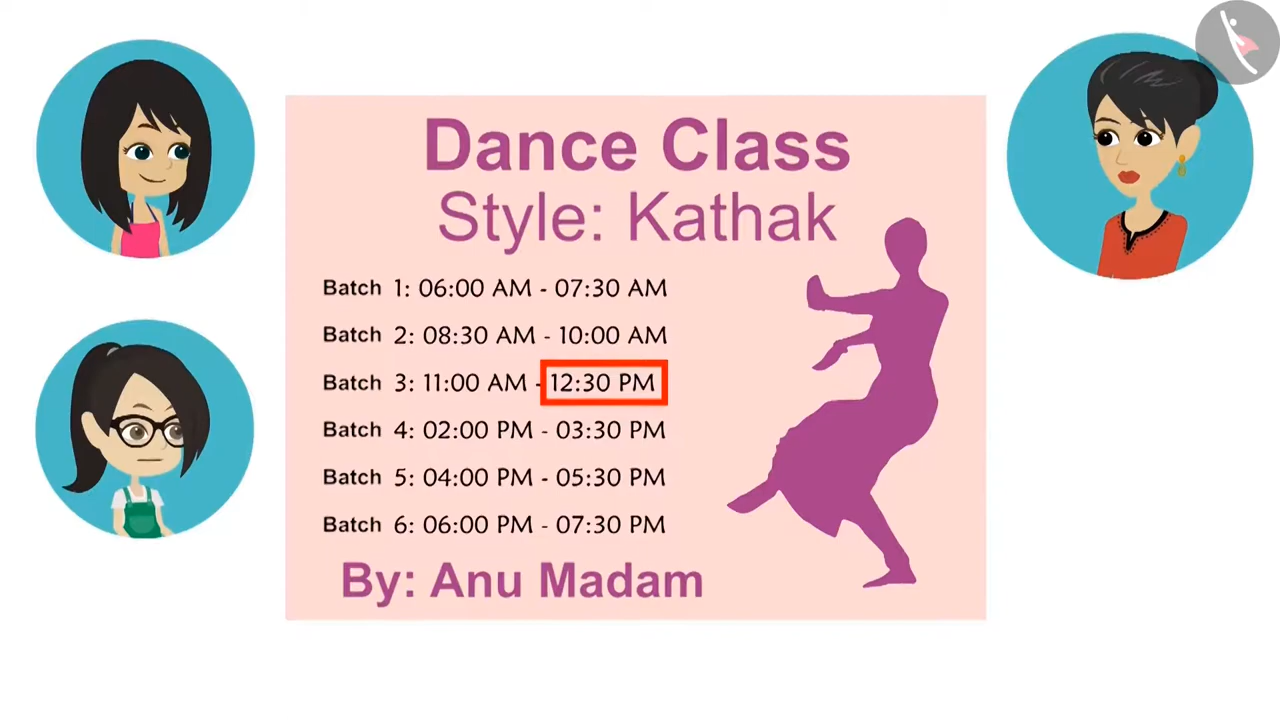 Dance Class
Style: Kathak
Batch 1: 06:00 AM - 07:30 AM
Batch 2: 08:30 AM - 10:00 AM
Batch 3: 11:00 AM - 12:30 PM
Batch 4: 02:00 PM - 03:30 PM
Batch 5: 04:00 PM - 05:30 PM
Batch 6: 06:00 PM - 07:30 PM
By: Anu Madam